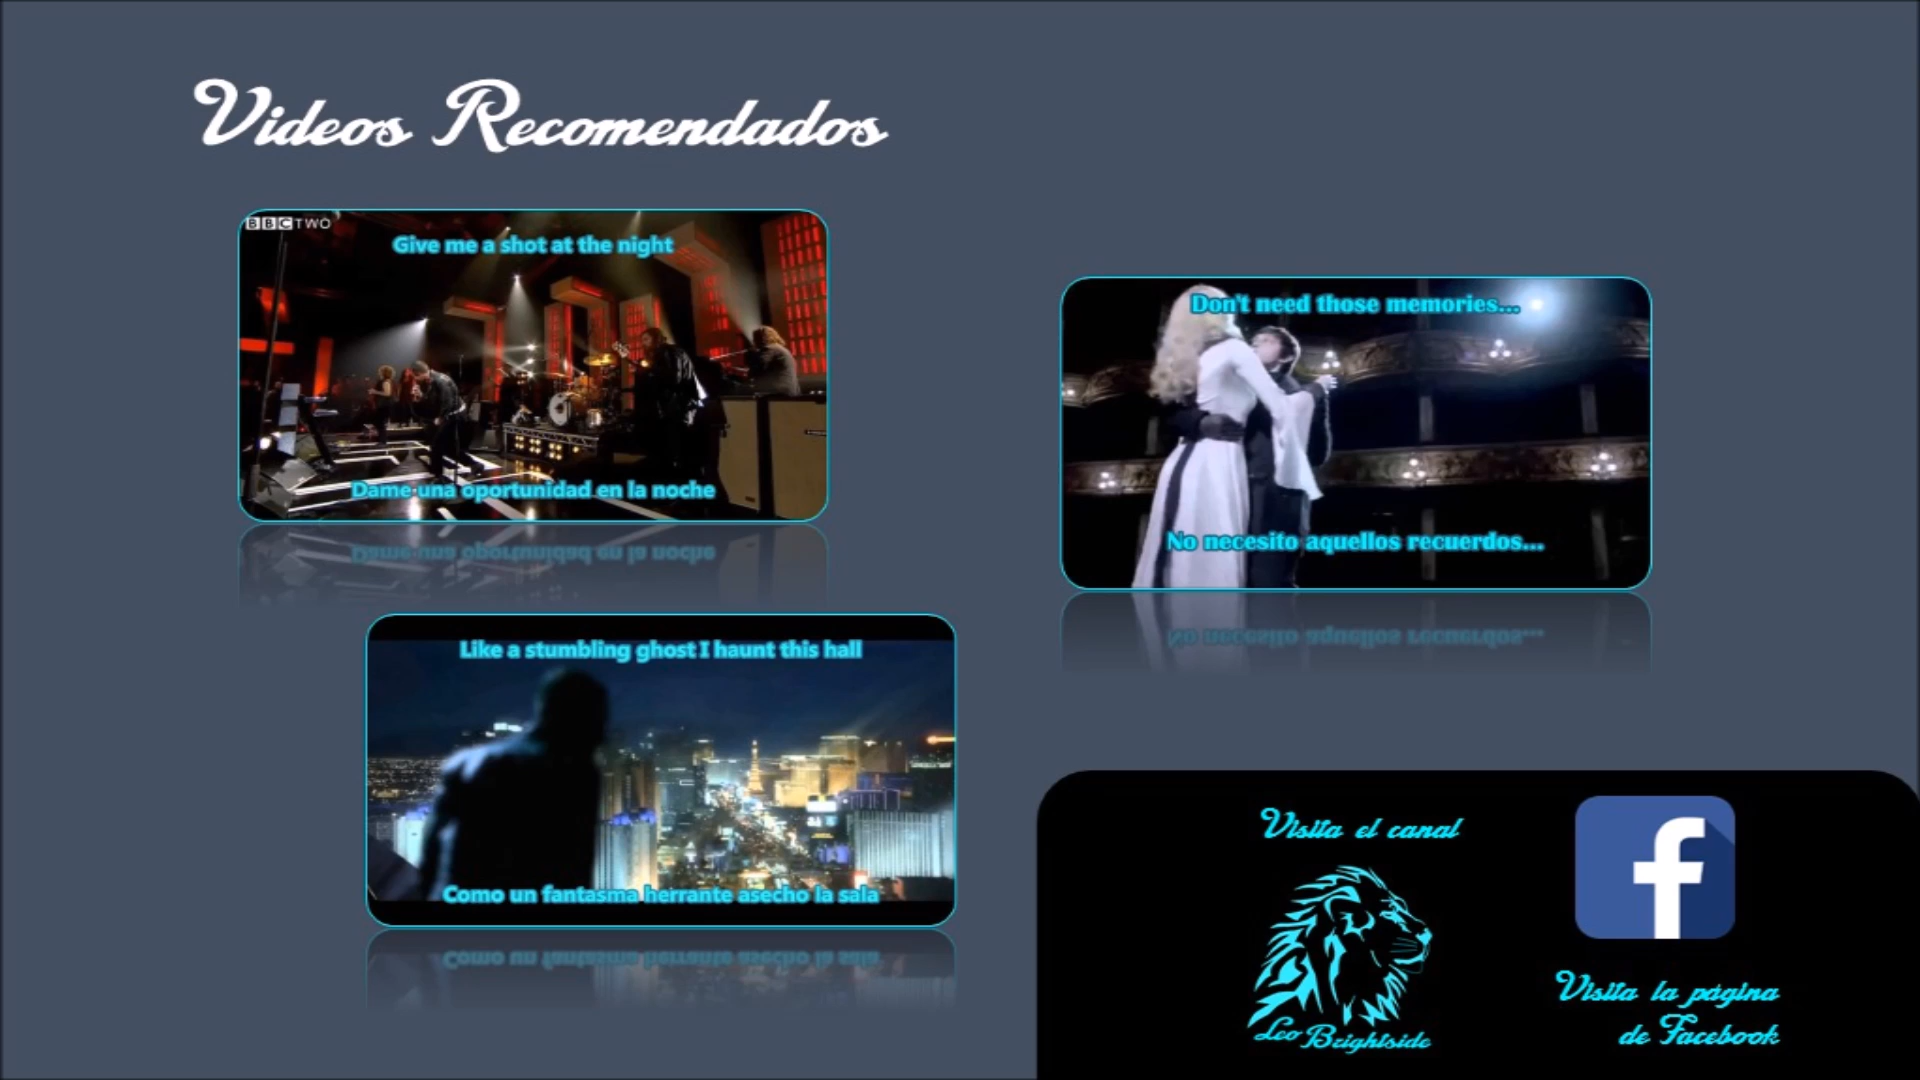 Videos Recomendados
BBC TWO
Give me a shot at the night
Dame una oportunidad en la noche
Don't need those memories...
No necesito aquellos recuerdos...
Like a stumbling ghost I haunt this hall
Como un fantasma herrante asecho la sala
Visita el canal
Leo Brightside
f
Visita la página
de Facebook